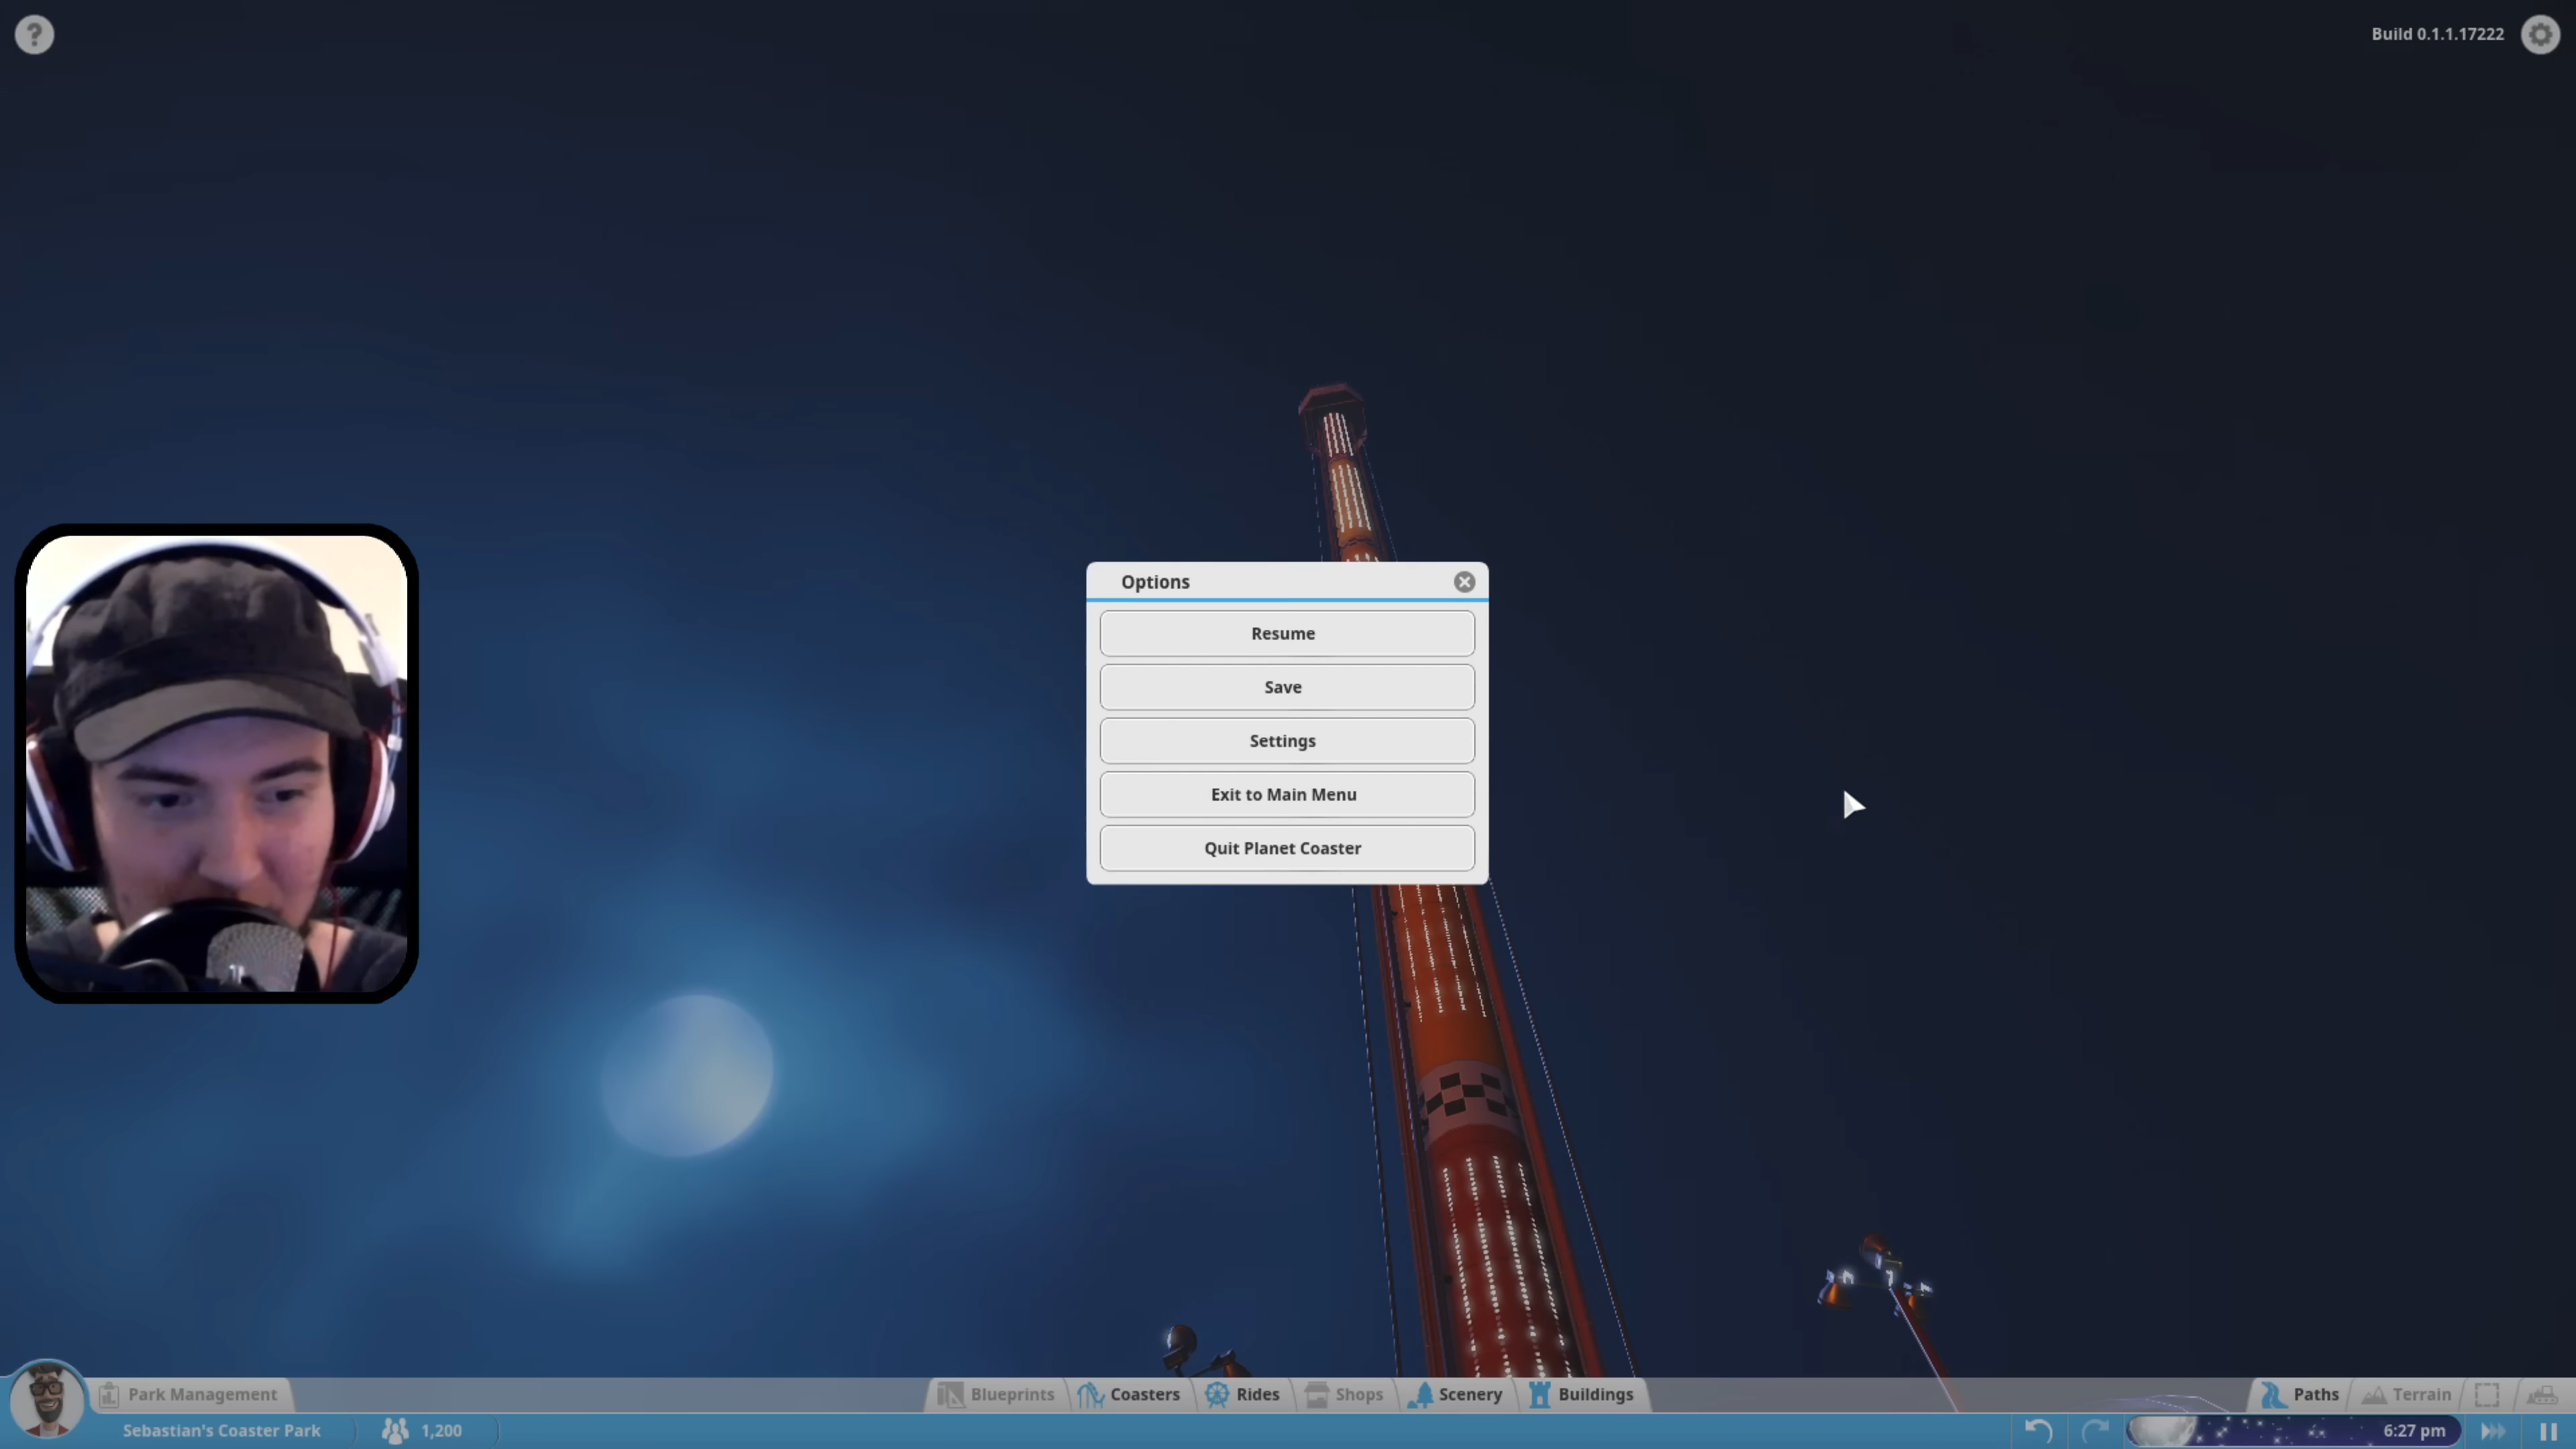 ?
Build 0.1.1.17222
Options
Resume
Save
Settings
Exit to Main Menu
Quit Planet Coaster
Park Management
Blueprints
Coasters
Rides
Shops
Scenery
Buildings
Paths
Terrain
Sebastian's Coaster Park
1,200
6:27 pm